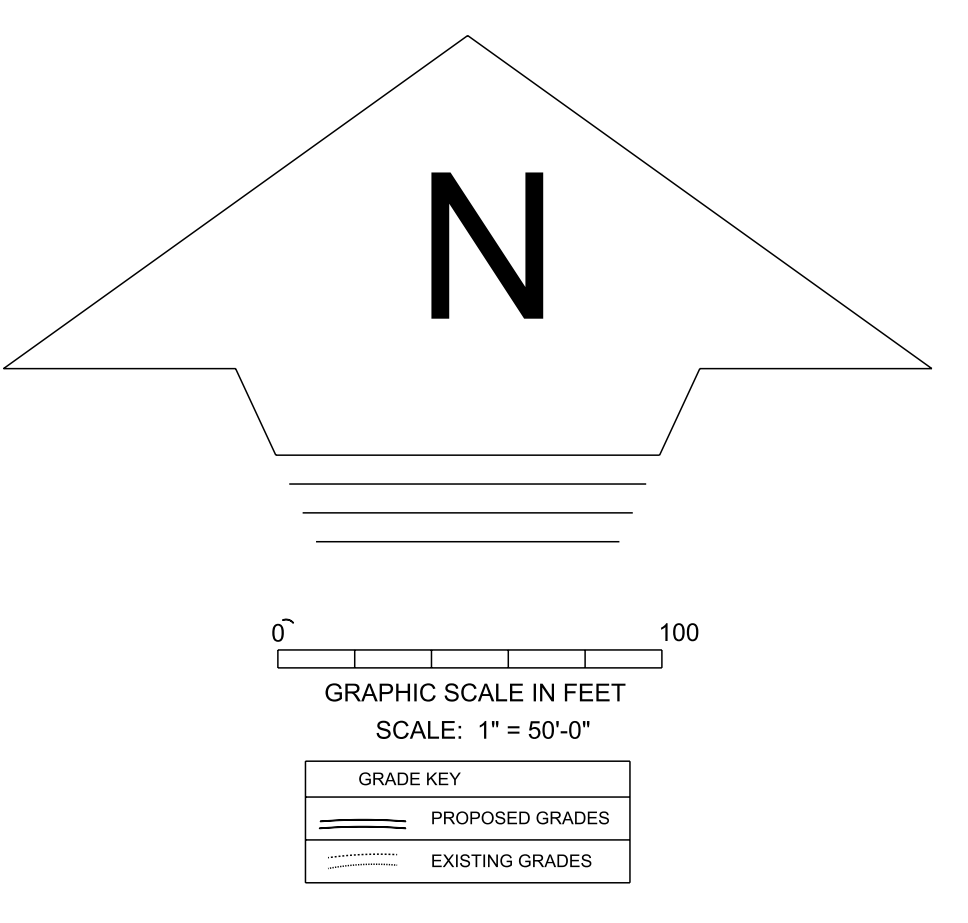 N
0 100
GRAPHIC SCALE IN FEET
SCALE: 1" = 50'-0"
GRADE KEY
PROPOSED GRADES
EXISTING GRADES